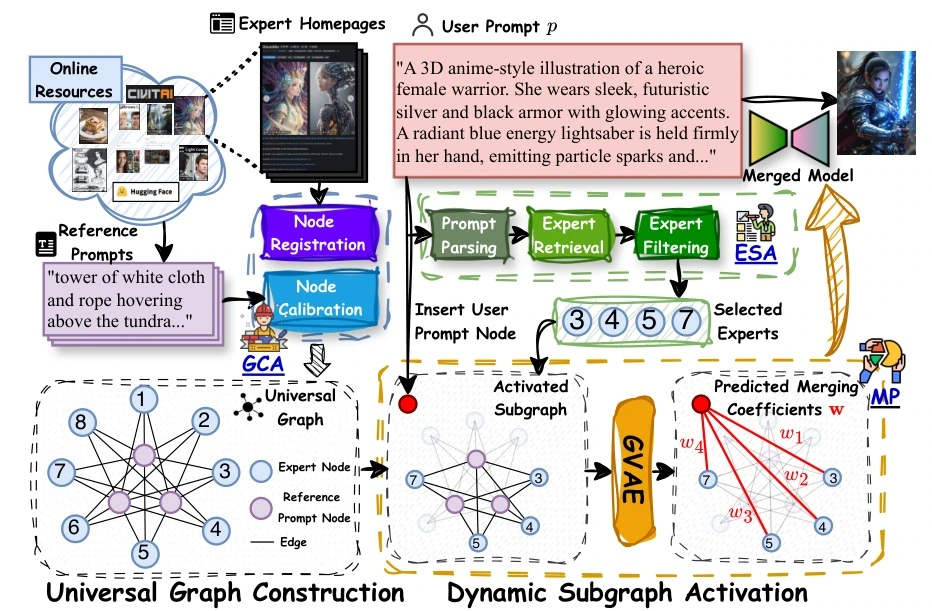 Expert Homepages
User Prompt p
Online
Resources
CIVITAI
Light Cont
Hugging Face
"A 3D anime-style illustration of a heroic
female warrior. She wears sleek, futuristic
silver and black armor with glowing accents.
A radiant blue energy lightsaber is held firmly
in her hand, emitting particle sparks and..."
Merged Model
Reference
Prompts
"tower of white cloth
and rope hovering
above the tundra..."
Node
Registration
Node
Calibration
GCA
Prompt
Parsing
Expert
Retrieval
Expert
Filtering
ESA
Insert User
Prompt Node
3 4 5 7
Selected
Experts
MP
Universal
Graph
1
2
3
4
5
6
7
8
Expert Node
Reference
Prompt Node
Edge
Activated
Subgraph
7
3
4
5
GVAE
Predicted Merging
Coefficients w
w4
w1
w2
w3
7
3
4
5
Universal Graph Construction
Dynamic Subgraph Activation